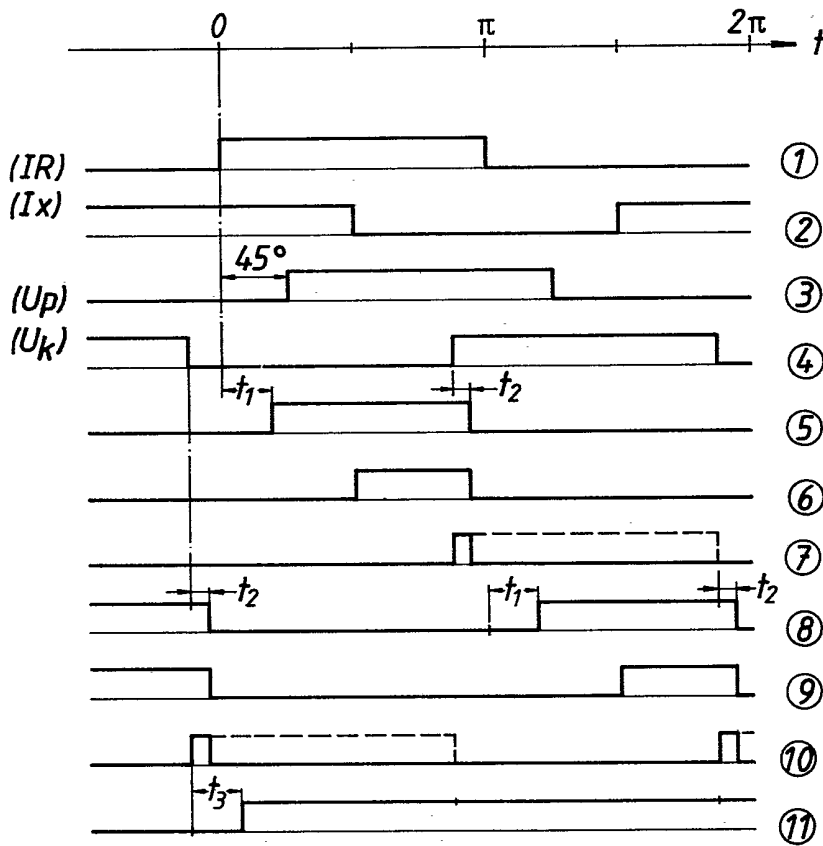 0 π 2π t
(IR) ①
(Ix) ②
45°
(Up) ③
(Uk) ④
t1 t2
⑤
⑥
⑦
t2 t1 t2
⑧
⑨
⑩
t3
⑪